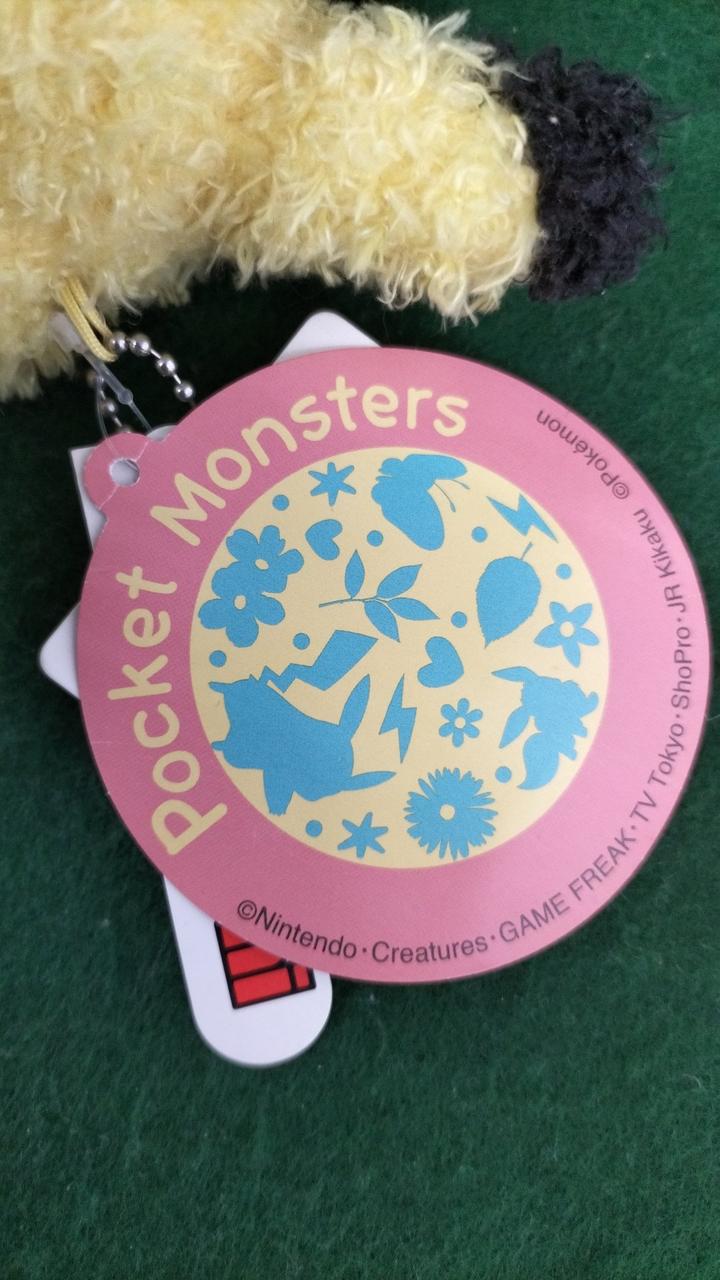 Pocket Monsters
©Nintendo･Creatures･GAME FREAK･TV Tokyo･ShoPro･JR Kikaku ©Pokémon